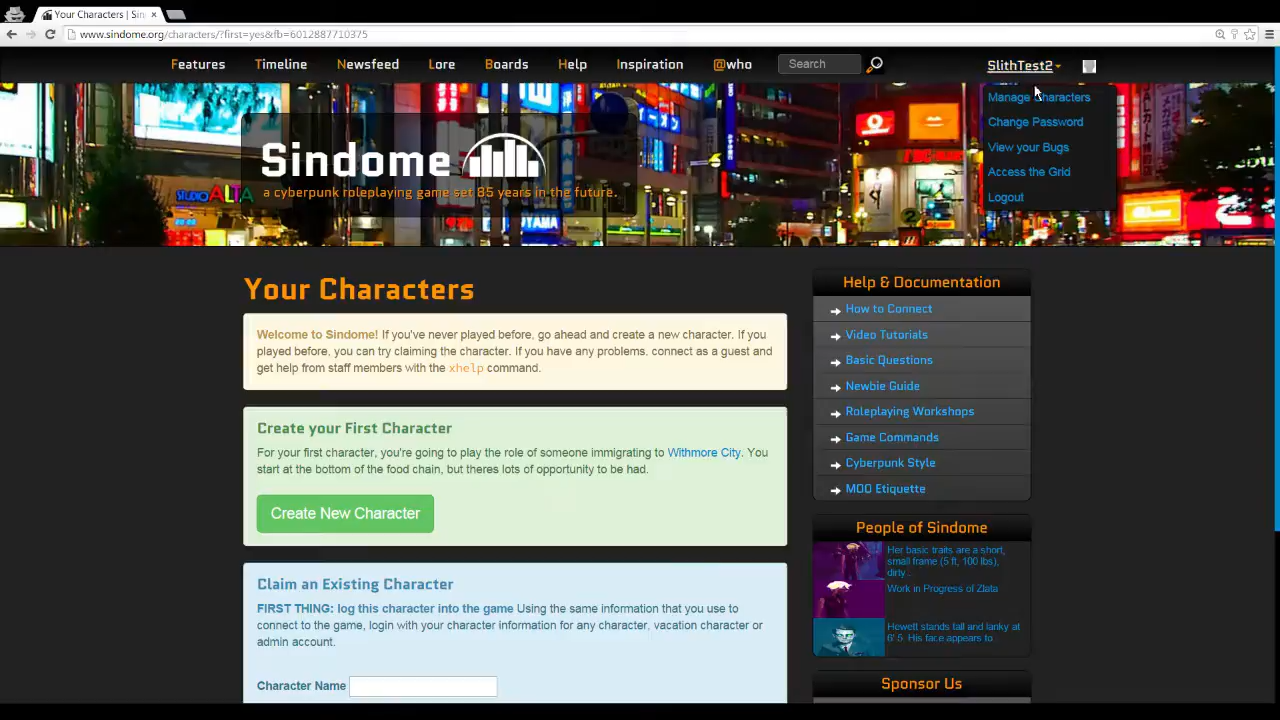 Your Characters | Sin
www.sindome.org/characters/?first=yes&fb=6012887710375
Features Timeline Newsfeed Lore Boards Help Inspiration @who Search SlithTest2
Manage Characters
Change Password
View your Bugs
Access the Grid
Logout
Sindome
a cyberpunk roleplaying game set 85 years in the future.
STUDIO ALTA
Your Characters
Welcome to Sindome! If you've never played before, go ahead and create a new character. If you
played before, you can try claiming the character. If you have any problems, connect as a guest and
get help from staff members with the xhelp command.
Create your First Character
For your first character, you're going to play the role of someone immigrating to Withmore City. You
start at the bottom of the food chain, but theres lots of opportunity to be had.
Create New Character
Claim an Existing Character
FIRST THING: log this character into the game Using the same information that you use to
connect to the game, login with your character information for any character, vacation character or
admin account.
Character Name
Help & Documentation
How to Connect
Video Tutorials
Basic Questions
Newbie Guide
Roleplaying Workshops
Game Commands
Cyberpunk Style
MOO Etiquette
People of Sindome
Her basic traits are a short,
small frame (5 ft, 100 lbs),
dirty...
Work in Progress of Zlata
Hewett stands tall and lanky at
6' 5. His face appears to
Sponsor Us